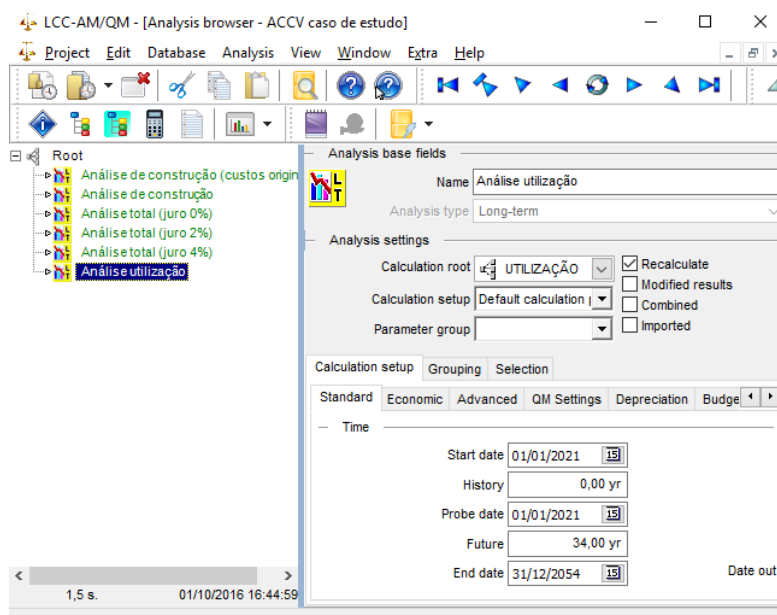 LCC-AM/QM - [Analysis browser - ACCV caso de estudo]
Project Edit Database Analysis View Window Extra Help
Root
Análise de construção (custos origin
Análise de construção
Análise total (juro 0%)
Análise total (juro 2%)
Análise total (juro 4%)
Análise utilização
1,5 s. 01/10/2016 16:44:59
Analysis base fields
Name Análise utilização
Analysis type Long-term
Analysis settings
Calculation root UTILIZAÇÃO Recalculate
Modified results
Calculation setup Default calculation Combined
Parameter group Imported
Calculation setup Grouping Selection
Standard Economic Advanced QM Settings Depreciation Budge
Time
Start date 01/01/2021 15
History 0,00 yr
Probe date 01/01/2021 15
Future 34,00 yr
End date 31/12/2054 15 Date out